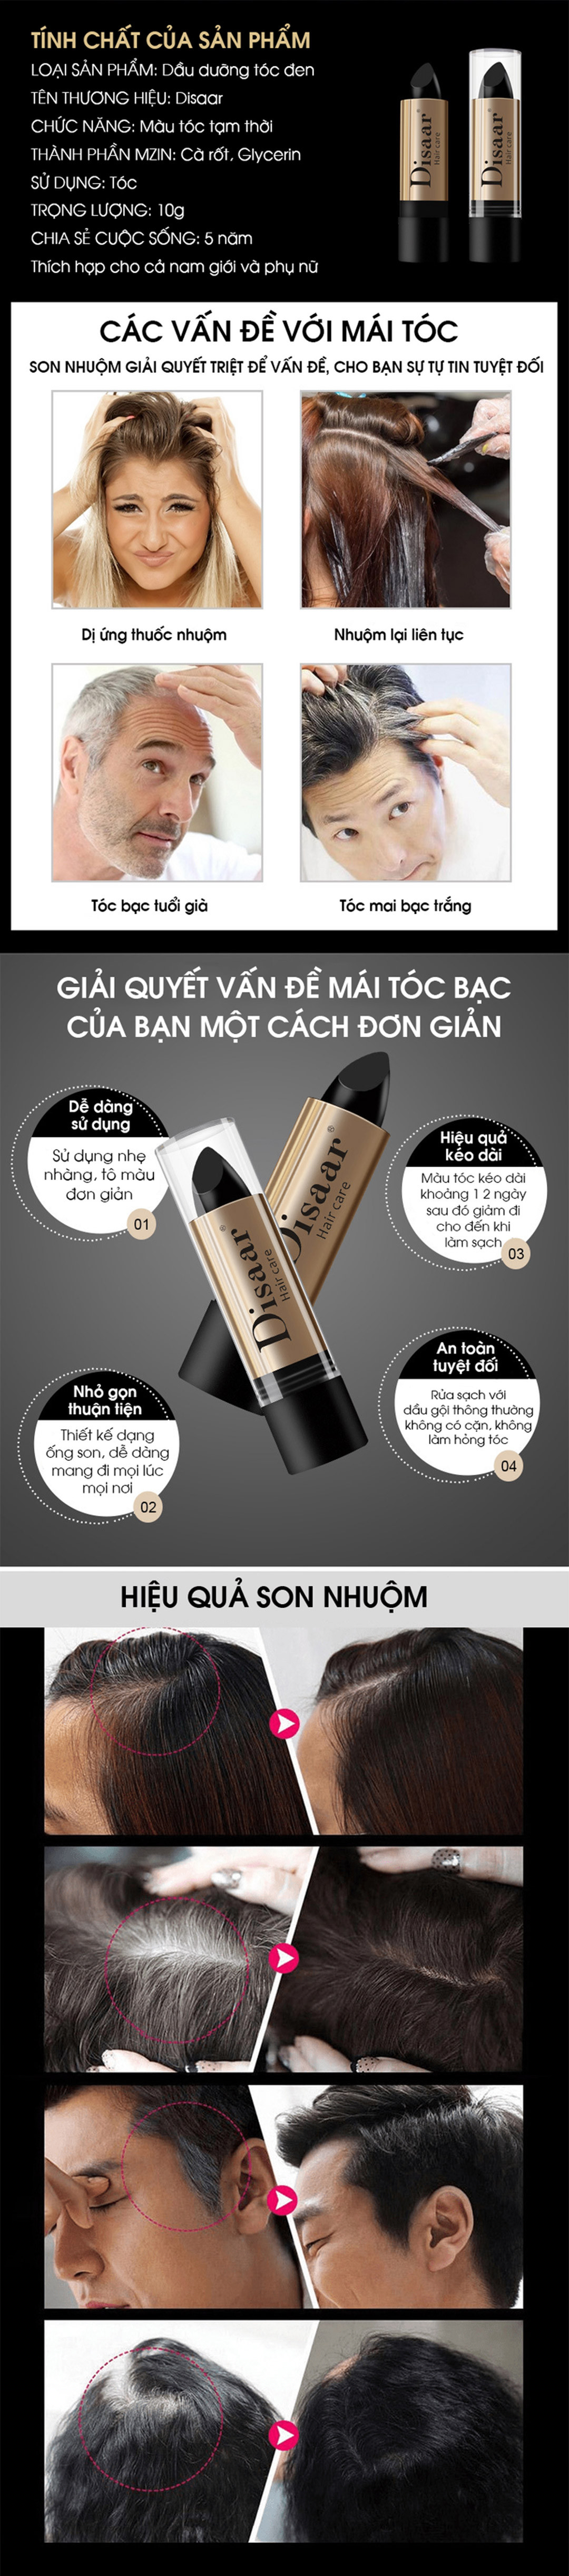 TÍNH CHẤT CỦA SẢN PHẨM
LOẠI SẢN PHẨM: Dầu dưỡng tóc đen
TÊN THƯƠNG HIỆU: Disaar
CHỨC NĂNG: Màu tóc tạm thời
THÀNH PHẦN MZIN: Cà rốt, Glycerin
SỬ DỤNG: Tóc
TRỌNG LƯỢNG: 10g
CHIA SẺ CUỘC SỐNG: 5 năm
Thích hợp cho cả nam giới và phụ nữ
Disaar
Hair care
Disaar
Hair care
CÁC VẤN ĐỀ VỚI MÁI TÓC
SON NHUỘM GIẢI QUYẾT TRIỆT ĐỂ VẤN ĐỀ, CHO BẠN SỰ TỰ TIN TUYỆT ĐỐI
Dị ứng thuốc nhuộm
Nhuộm lại liên tục
Tóc bạc tuổi già
Tóc mai bạc trắng
GIẢI QUYẾT VẤN ĐỀ MÁI TÓC BẠC
CỦA BẠN MỘT CÁCH ĐƠN GIẢN
Dễ dàng
sử dụng
Sử dụng nhẹ
nhàng, tô màu
đơn giản
01
Hiệu quả
kéo dài
Màu tóc kéo dài
khoảng 1 2 ngày
sau đó giảm đi
cho đến khi
làm sạch
03
Disaar®
Hair care
Disaar®
Hair care
Nhỏ gọn
thuận tiện
Thiết kế dạng
ống son, dễ dàng
mang đi mọi lúc
mọi nơi
02
An toàn
tuyệt đối
Rửa sạch với
dầu gội thông thường
không có cặn, không
làm hỏng tóc
04
HIỆU QUẢ SON NHUỘM